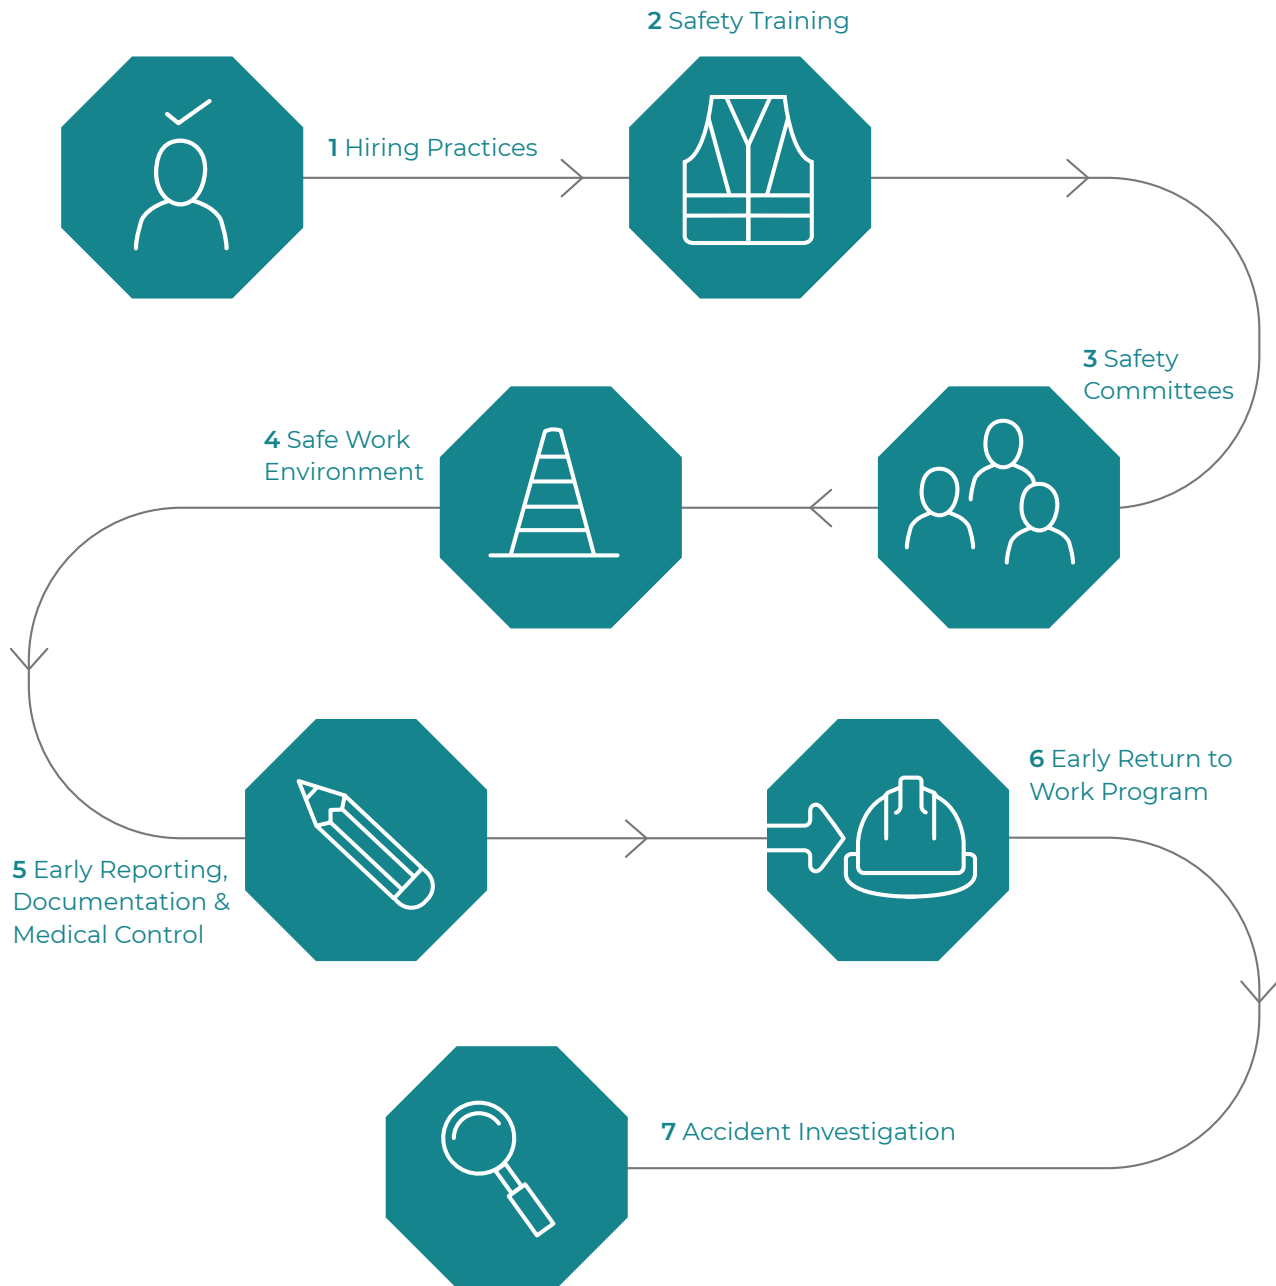 2 Safety Training
1 Hiring Practices
3 Safety
Committees
4 Safe Work
Environment
6 Early Return to
Work Program
5 Early Reporting,
Documentation &
Medical Control
7 Accident Investigation